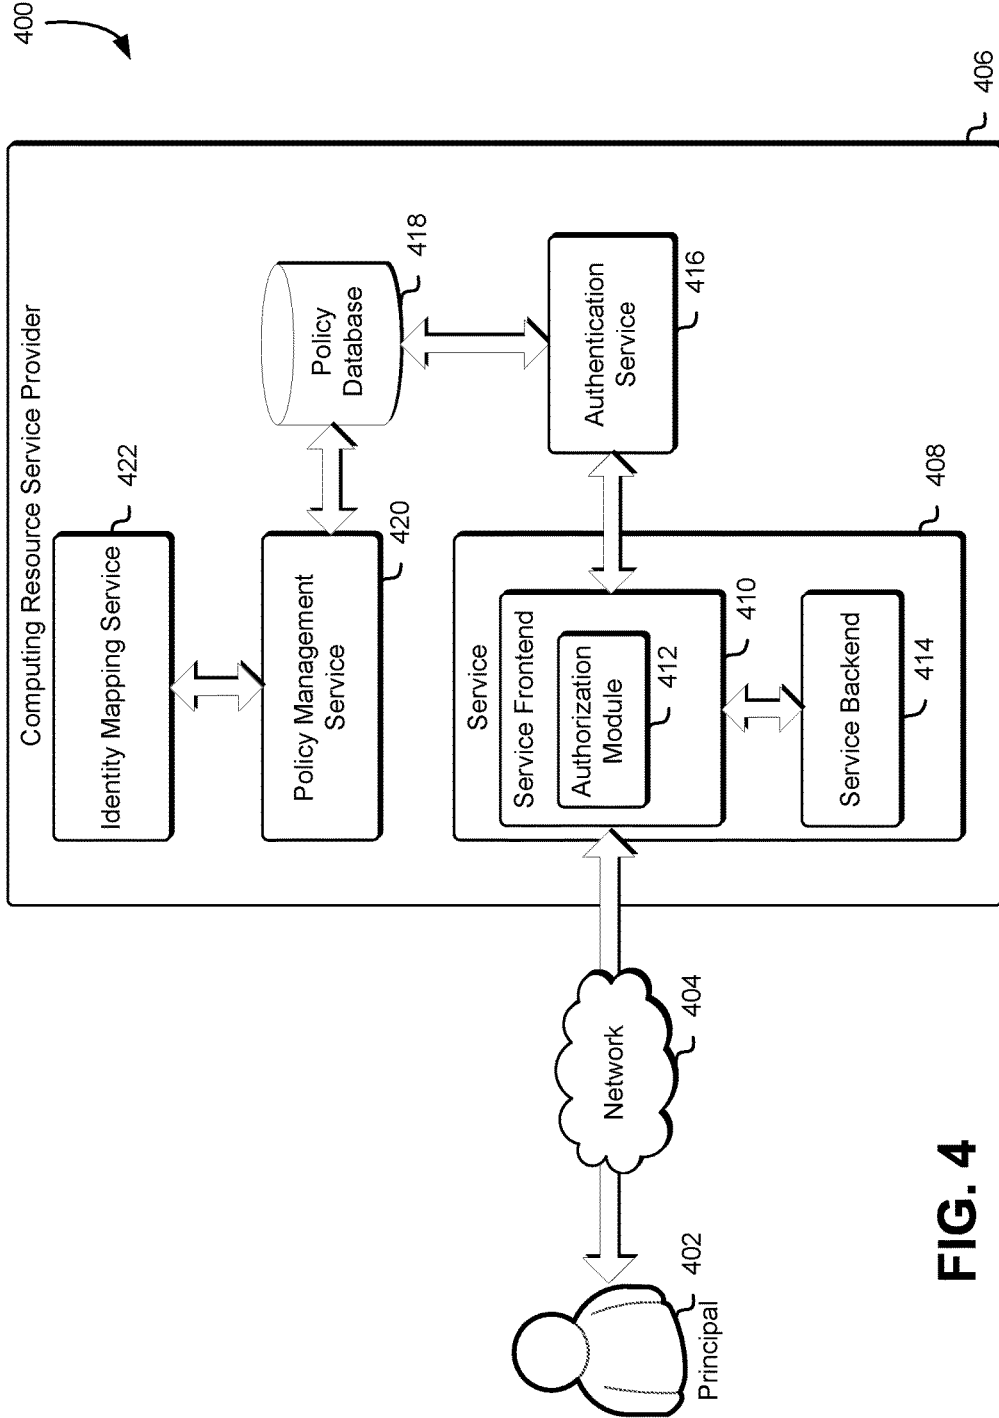 400
Computing Resource Service Provider
406
Identity Mapping Service
422
Policy Management
Service
420
Policy
Database
418
Service
Service Frontend
Authorization
Module
412
410
Service Backend
414
408
Authentication
Service
416
Network
404
402
Principal
FIG. 4